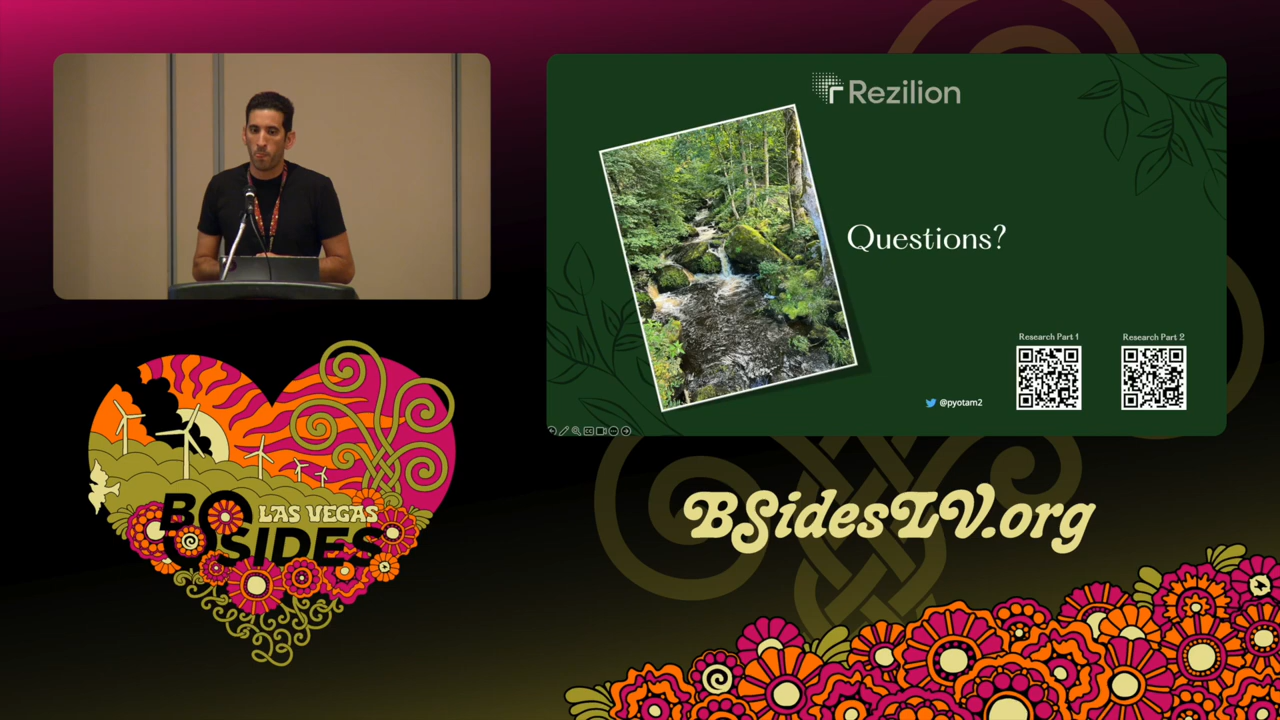 Rezilion
Questions?
Research Part 1
Research Part 2
@pyotam2
BSIDES
LAS VEGAS
BSidesLV.org